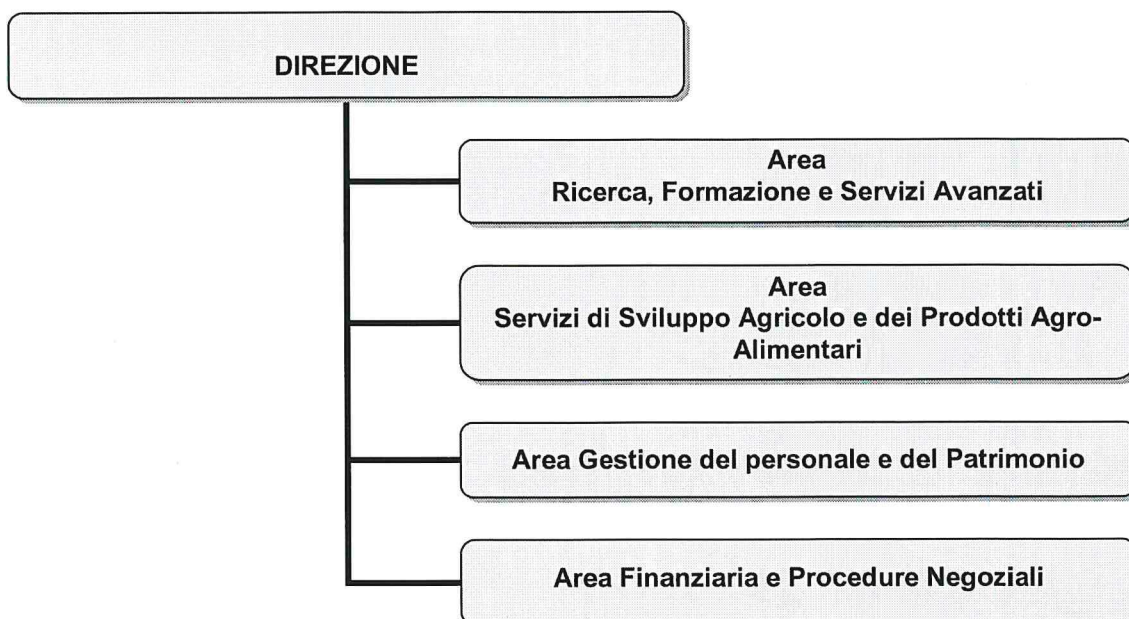 DIREZIONE
Area
Ricerca, Formazione e Servizi Avanzati
Area
Servizi di Sviluppo Agricolo e dei Prodotti Agro-
Alimentari
Area Gestione del personale e del Patrimonio
Area Finanziaria e Procedure Negoziali